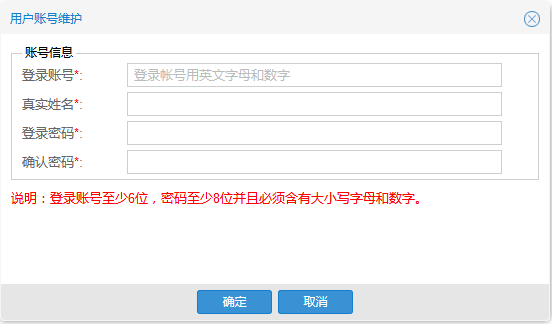 用户账号维护
账号信息
登录账号*:
登录帐号用英文字母和数字
真实姓名*:
登录密码*:
确认密码*:
说明：登录账号至少6位，密码至少8位并且必须含有大小写字母和数字。
确定
取消